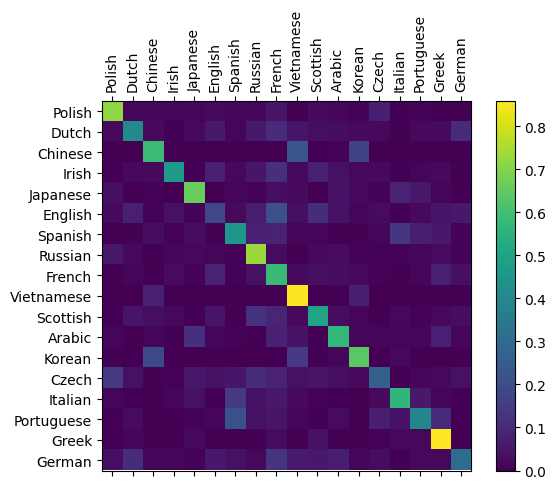 Polish Dutch Chinese Irish Japanese English Spanish Russian French Vietnamese Scottish Arabic Korean Czech Italian Portuguese Greek German
Polish
Dutch
Chinese
Irish
Japanese
English
Spanish
Russian
French
Vietnamese
Scottish
Arabic
Korean
Czech
Italian
Portuguese
Greek
German
0.8
0.7
0.6
0.5
0.4
0.3
0.2
0.1
0.0